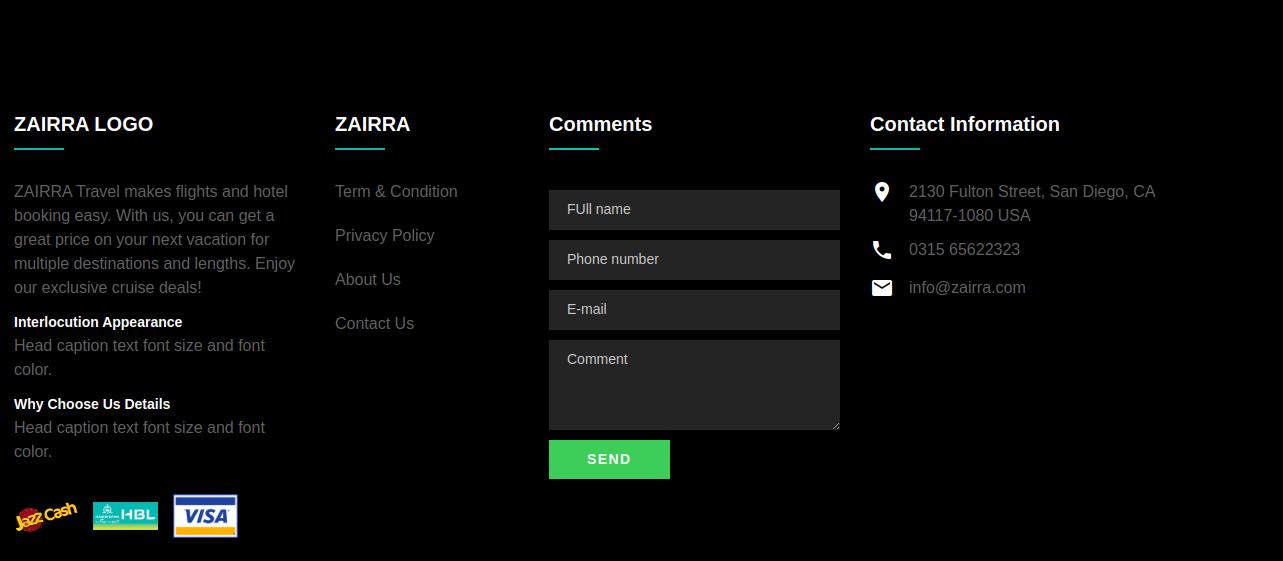 ZAIRRA LOGO
ZAIRRA Travel makes flights and hotel
booking easy. With us, you can get a
great price on your next vacation for
multiple destinations and lengths. Enjoy
our exclusive cruise deals!
Interlocution Appearance
Head caption text font size and font
color.
Why Choose Us Details
Head caption text font size and font
color.
Jazz Cash
HBL
VISA
ZAIRRA
Term & Condition
Privacy Policy
About Us
Contact Us
Comments
FUll name
Phone number
E-mail
Comment
SEND
Contact Information
2130 Fulton Street, San Diego, CA
94117-1080 USA
0315 65622323
info@zairra.com